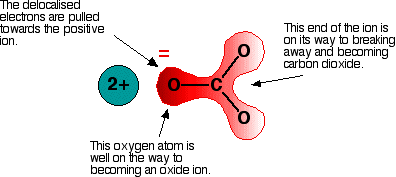 The delocalised
electrons are pulled
towards the positive
ion.
This end of the ion is
on its way to breaking
away and becoming
carbon dioxide.
=
2+
O
O
C
O
This oxygen atom is
well on the way to
becoming an oxide ion.